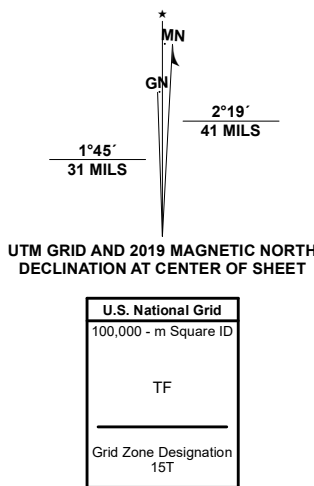 ★
MN
GN
2°19´
41 MILS
1°45´
31 MILS
UTM GRID AND 2019 MAGNETIC NORTH
DECLINATION AT CENTER OF SHEET
U.S. National Grid
100,000 - m Square ID
TF
Grid Zone Designation
15T